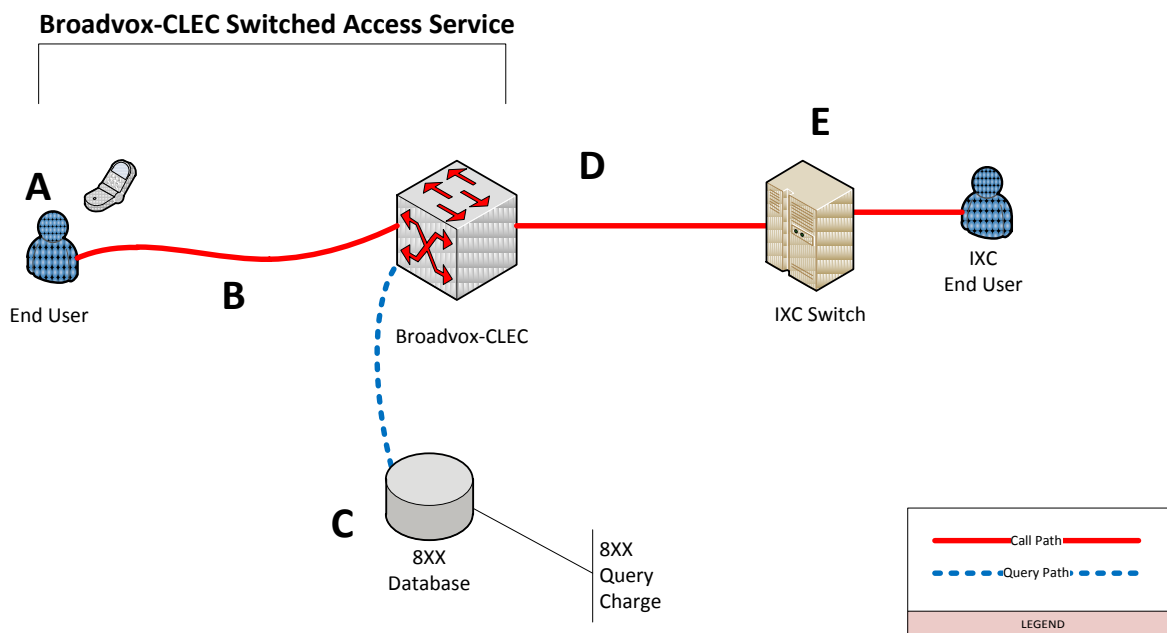 Broadvox-CLEC Switched Access Service
A
B
C
D
E
End User
Broadvox-CLEC
IXC Switch
IXC
End User
8XX
Database
8XX
Query
Charge
Call Path
Query Path
LEGEND